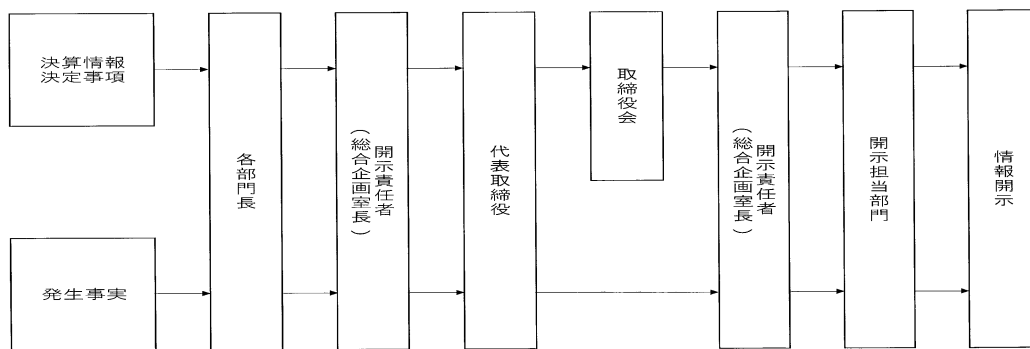 決算情報
決定事項
発生事実
各部門長
開示責任者
(総合企画室長)
代表取締役
取締役会
開示責任者
(総合企画室長)
開示担当部門
情報開示